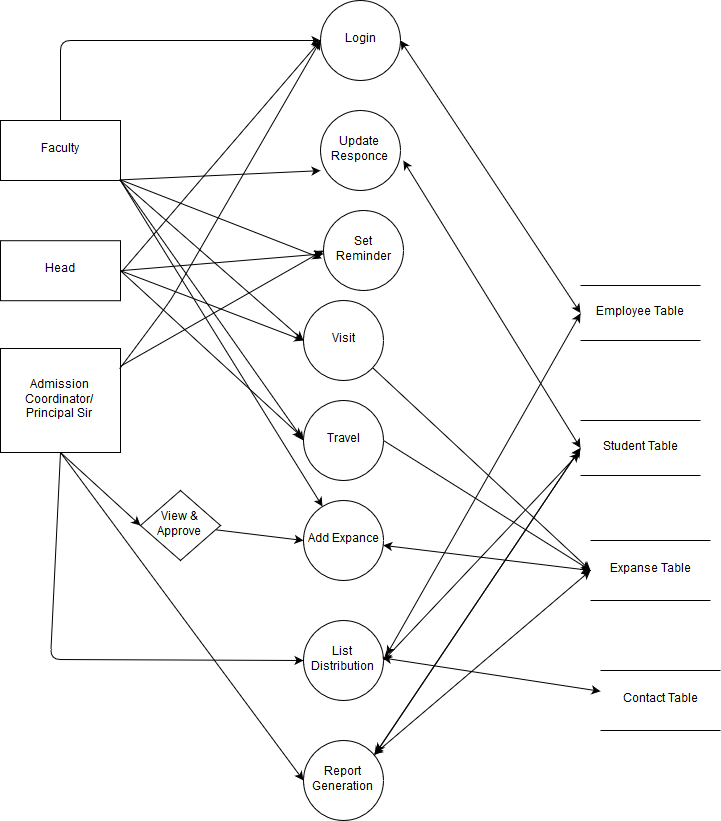 Login
Faculty
Update
Responce
Set
Reminder
Head
Employee Table
Visit
Admission
Coordinator/
Principal Sir
Travel
Student Table
View &
Approve
Add Expance
Expanse Table
List
Distribution
Contact Table
Report
Generation